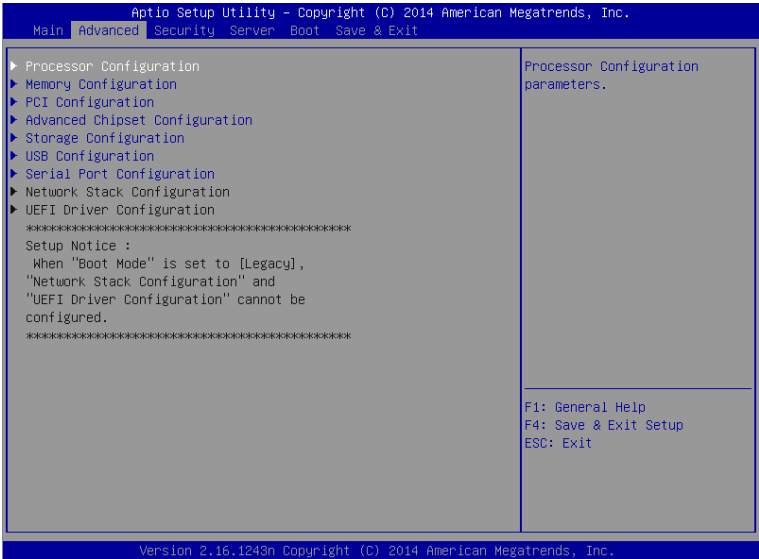 Aptio Setup Utility – Copyright (C) 2014 American Megatrends, Inc.
Main Advanced Security Server Boot Save & Exit
Processor Configuration
Memory Configuration
PCI Configuration
Advanced Chipset Configuration
Storage Configuration
USB Configuration
Serial Port Configuration
Network Stack Configuration
UEFI Driver Configuration
*******************************************
Setup Notice :
When "Boot Mode" is set to [Legacy],
"Network Stack Configuration" and
"UEFI Driver Configuration" cannot be
configured.
*******************************************
Processor Configuration
parameters.
F1: General Help
F4: Save & Exit Setup
ESC: Exit
Version 2.16.1243n Copyright (C) 2014 American Megatrends, Inc.